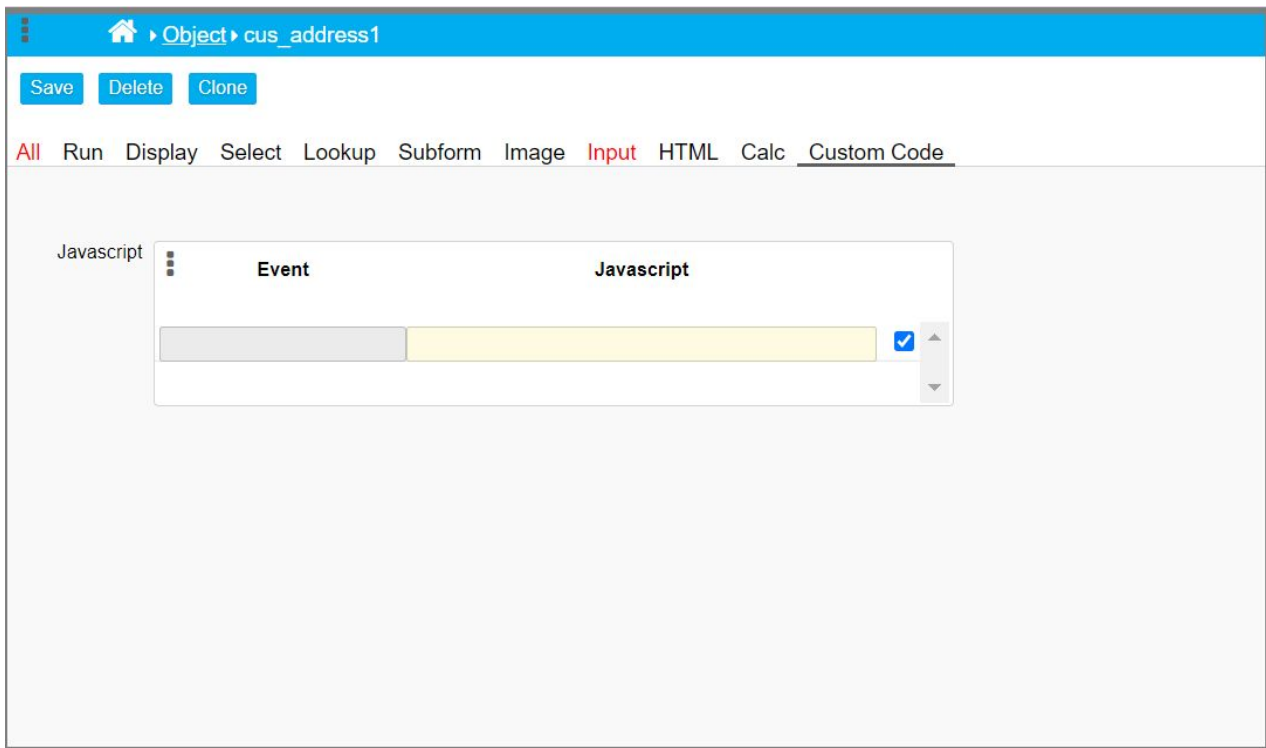 Object cus_address1
Save Delete Clone
All Run Display Select Lookup Subform Image Input HTML Calc Custom Code
Javascript
Event Javascript